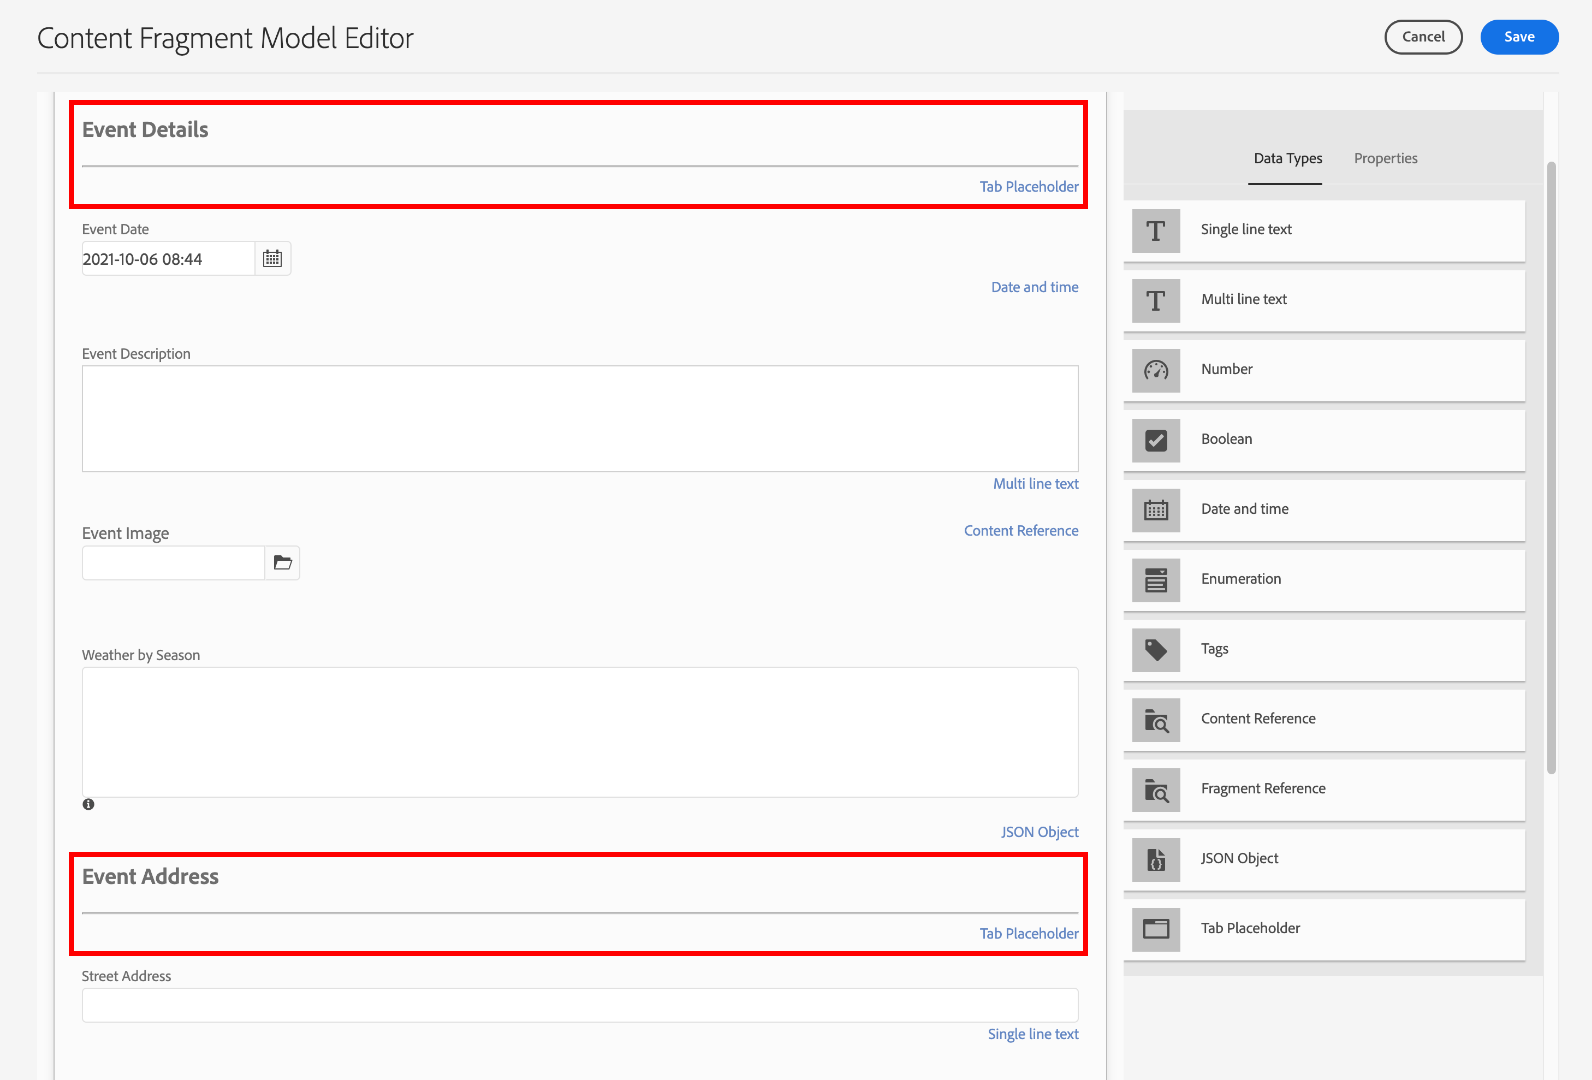 Content Fragment Model Editor
Cancel
Save
Event Details
Tab Placeholder
Event Date
2021-10-06 08:44
Date and time
Event Description
Multi line text
Event Image
Content Reference
Weather by Season
JSON Object
Event Address
Tab Placeholder
Street Address
Single line text
Data Types
Properties
Single line text
Multi line text
Number
Boolean
Date and time
Enumeration
Tags
Content Reference
Fragment Reference
JSON Object
Tab Placeholder